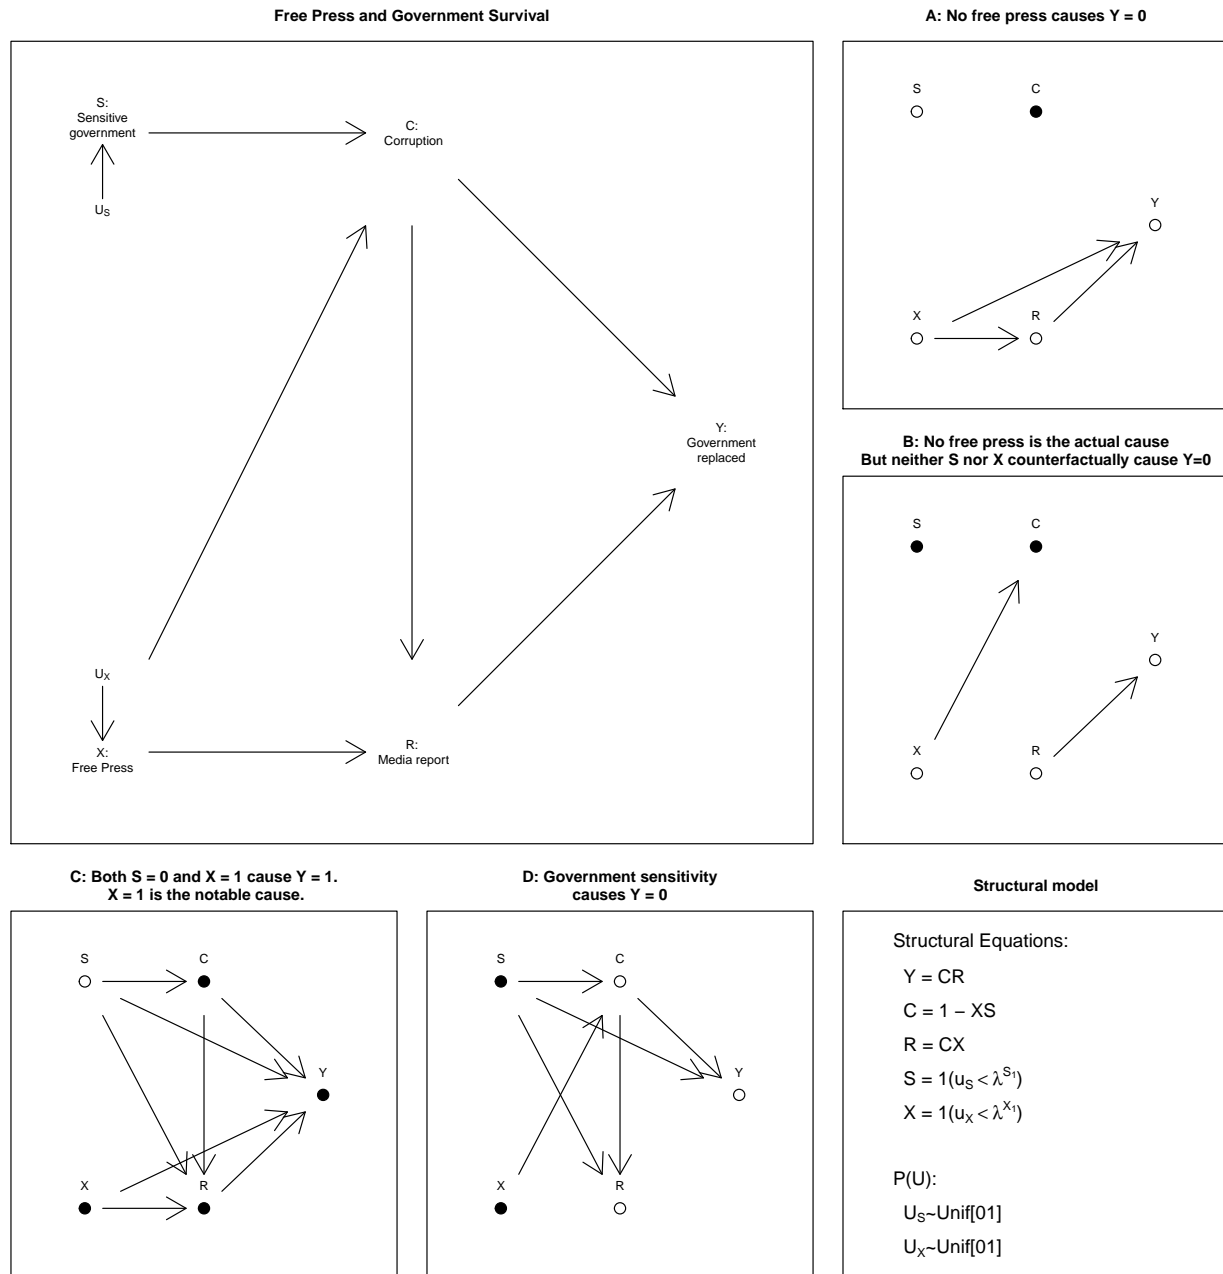 Free Press and Government Survival
S:
Sensitive
government
U_S
C:
Corruption
Y:
Government
replaced
U_X
X:
Free Press
R:
Media report
A: No free press causes Y = 0
S
C
Y
X
R
B: No free press is the actual cause
But neither S nor X counterfactually cause Y=0
S
C
Y
X
R
C: Both S = 0 and X = 1 cause Y = 1.
X = 1 is the notable cause.
S
C
Y
X
R
D: Government sensitivity
causes Y = 0
S
C
Y
X
R
Structural model
Structural Equations:
Y = CR
C = 1 − XS
R = CX
S = 1(u_S < λ^{S_1})
X = 1(u_X < λ^{X_1})
P(U):
U_S~Unif[01]
U_X~Unif[01]